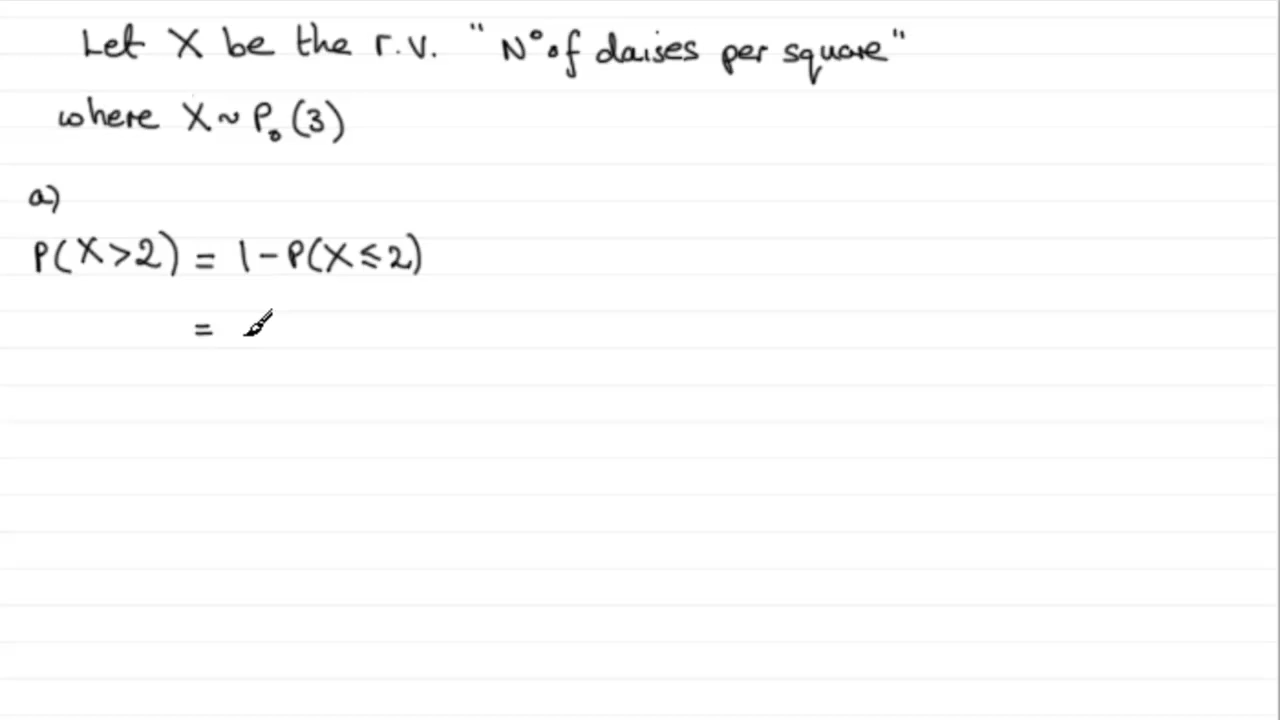 Let X be the r.v. "N° of daises per square"
where X ~ Po (3)
a)
P(X > 2) = 1 - P(X ≤ 2)
=